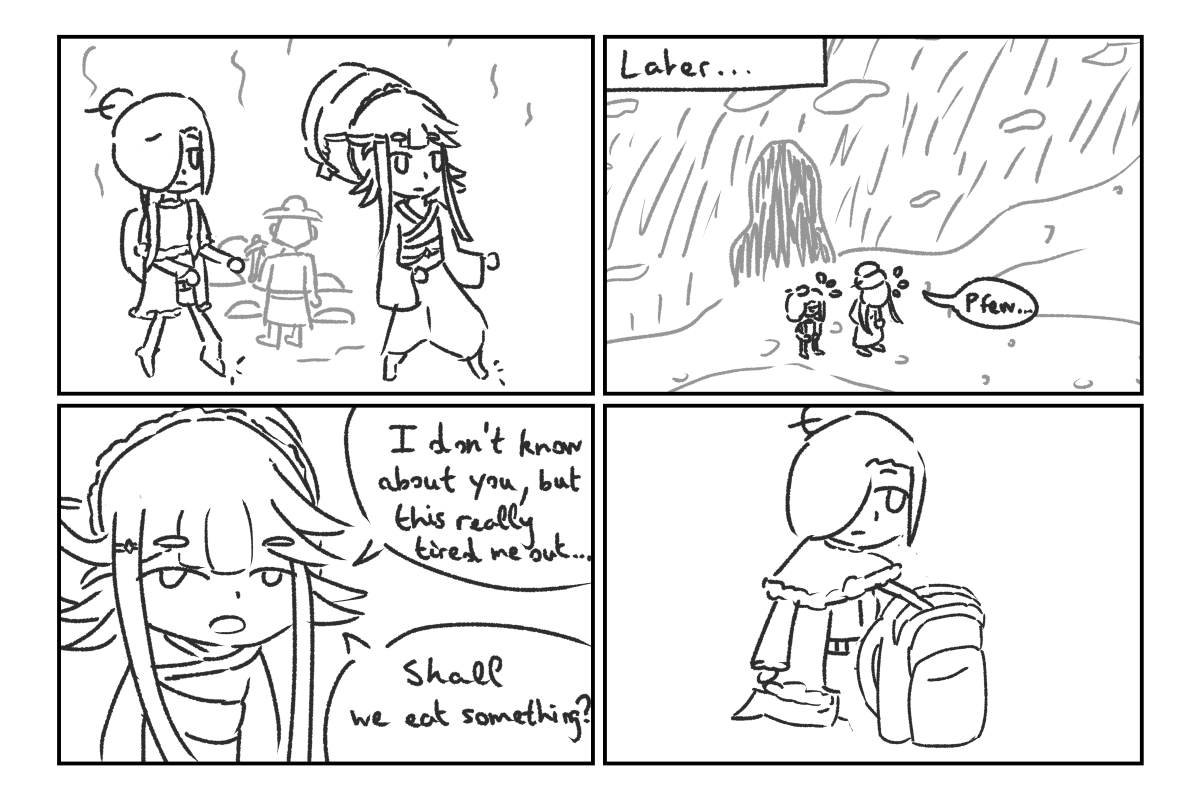 Later...
Pfew...
I don't know
about you, but
this really
tired me out...
Shall
we eat something?